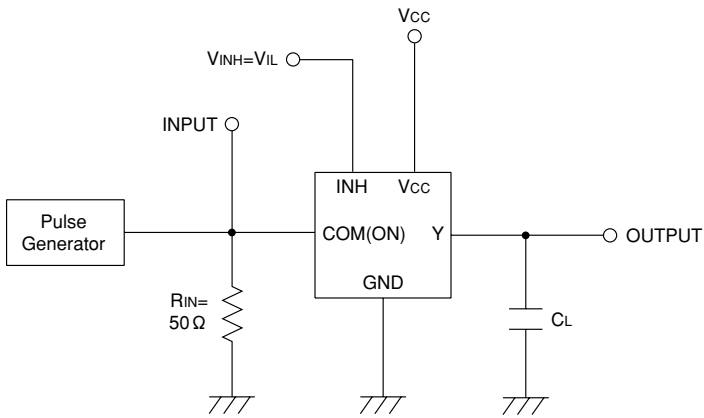 VCC
VINH=VIL
INPUT
INH VCC
Pulse
Generator
COM(ON) Y
OUTPUT
GND
RIN=
50Ω
CL